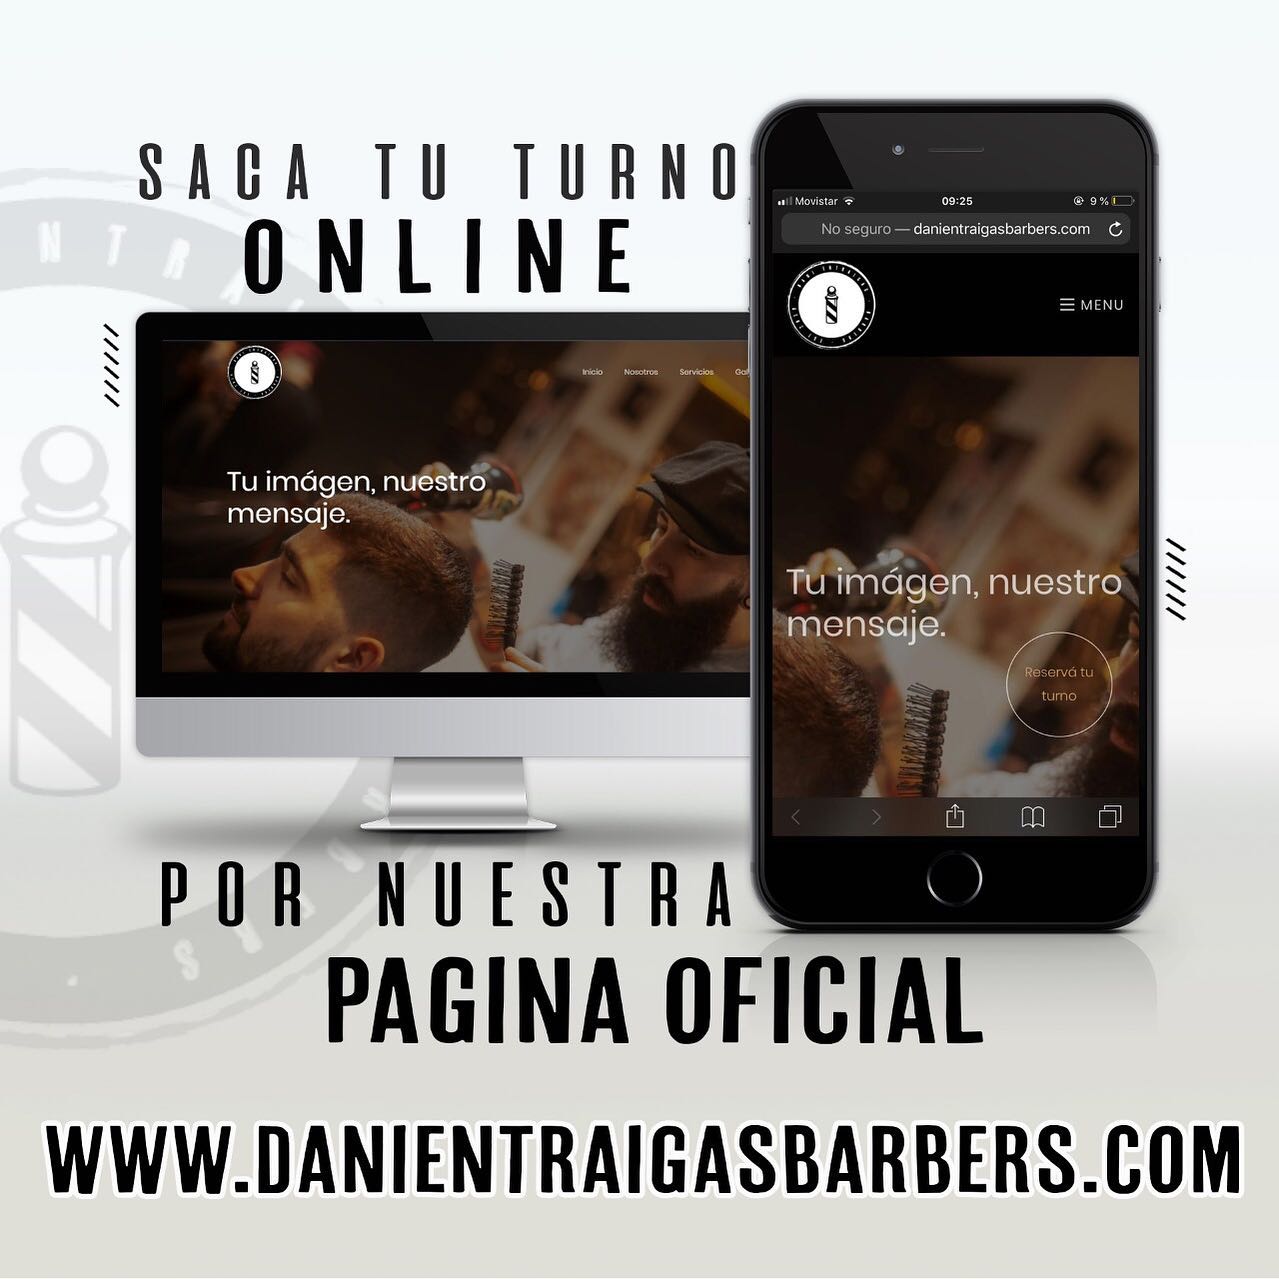 SACA TU TURNO
ONLINE
Inicio Nosotros Servicios
Tu imágen, nuestro
mensaje.
Movistar 09:25 9 %
No seguro — danientraigasbarbers.com
MENU
Tu imágen, nuestro
mensaje.
Reservá tu
turno
POR NUESTRA
PAGINA OFICIAL
WWW.DANIENTRAIGASBARBERS.COM